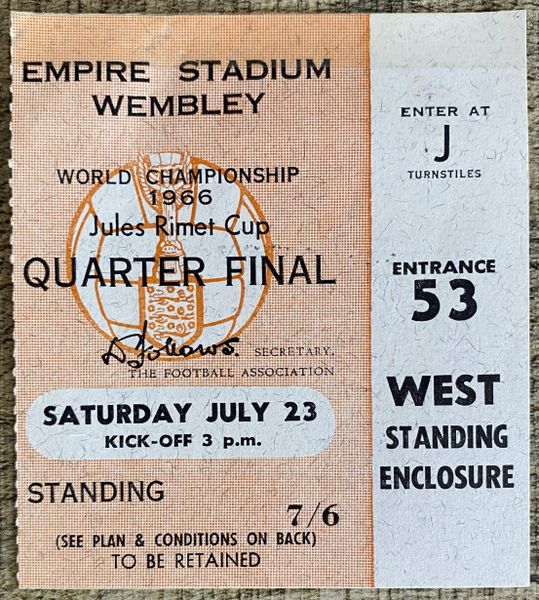 EMPIRE STADIUM
WEMBLEY
WORLD CHAMPIONSHIP
1966
Jules Rimet Cup
QUARTER FINAL
D Follows. SECRETARY,
THE FOOTBALL ASSOCIATION
SATURDAY JULY 23
KICK-OFF 3 p.m.
STANDING
7/6
(SEE PLAN & CONDITIONS ON BACK)
TO BE RETAINED
ENTER AT
J
TURNSTILES
ENTRANCE
53
WEST
STANDING
ENCLOSURE